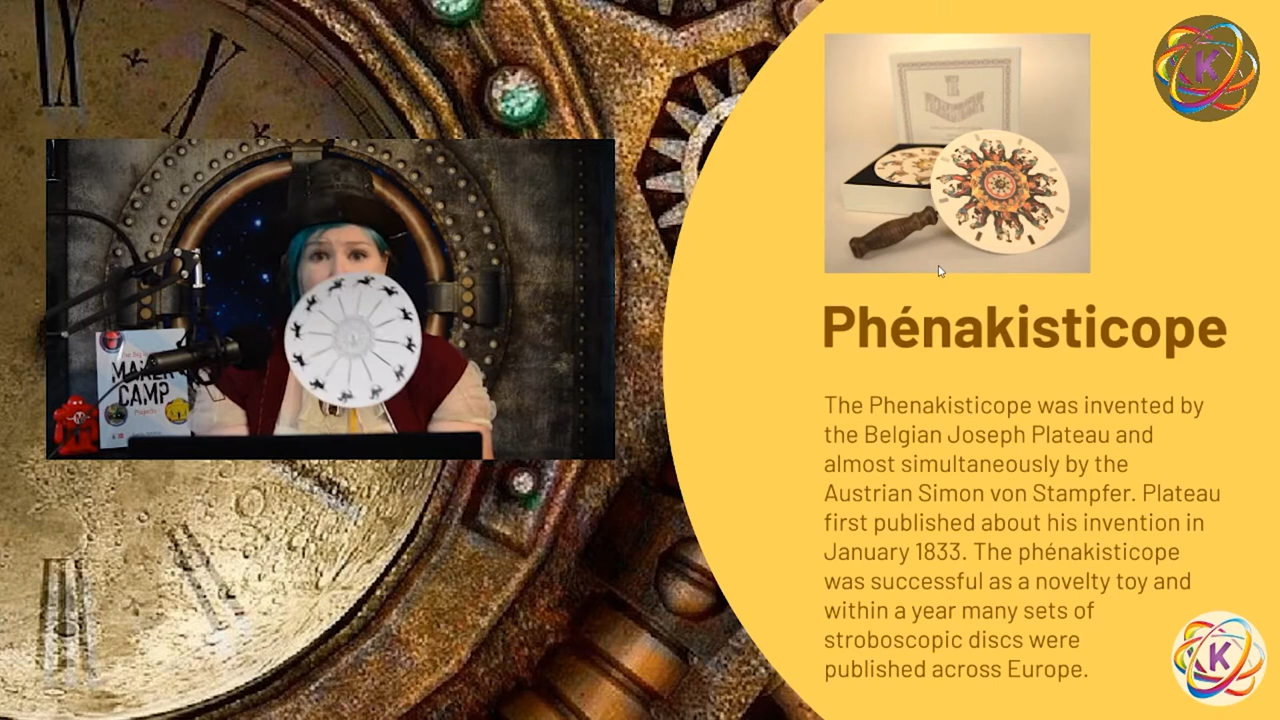 THE
PHENAKISTICOPE
MAKER
CAMP
K
Phénakisticope
The Phenakisticope was invented by
the Belgian Joseph Plateau and
almost simultaneously by the
Austrian Simon von Stampfer. Plateau
first published about his invention in
January 1833. The phénakisticope
was successful as a novelty toy and
within a year many sets of
stroboscopic discs were
published across Europe.
K